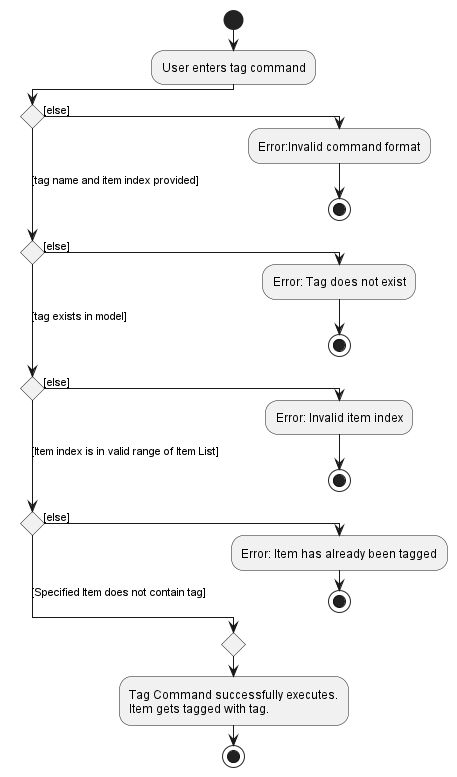 User enters tag command
[else]
Error:Invalid command format
[tag name and item index provided]
[else]
Error: Tag does not exist
[tag exists in model]
[else]
Error: Invalid item index
[Item index is in valid range of Item List]
[else]
Error: Item has already been tagged
[Specified Item does not contain tag]
Tag Command successfully executes.
Item gets tagged with tag.